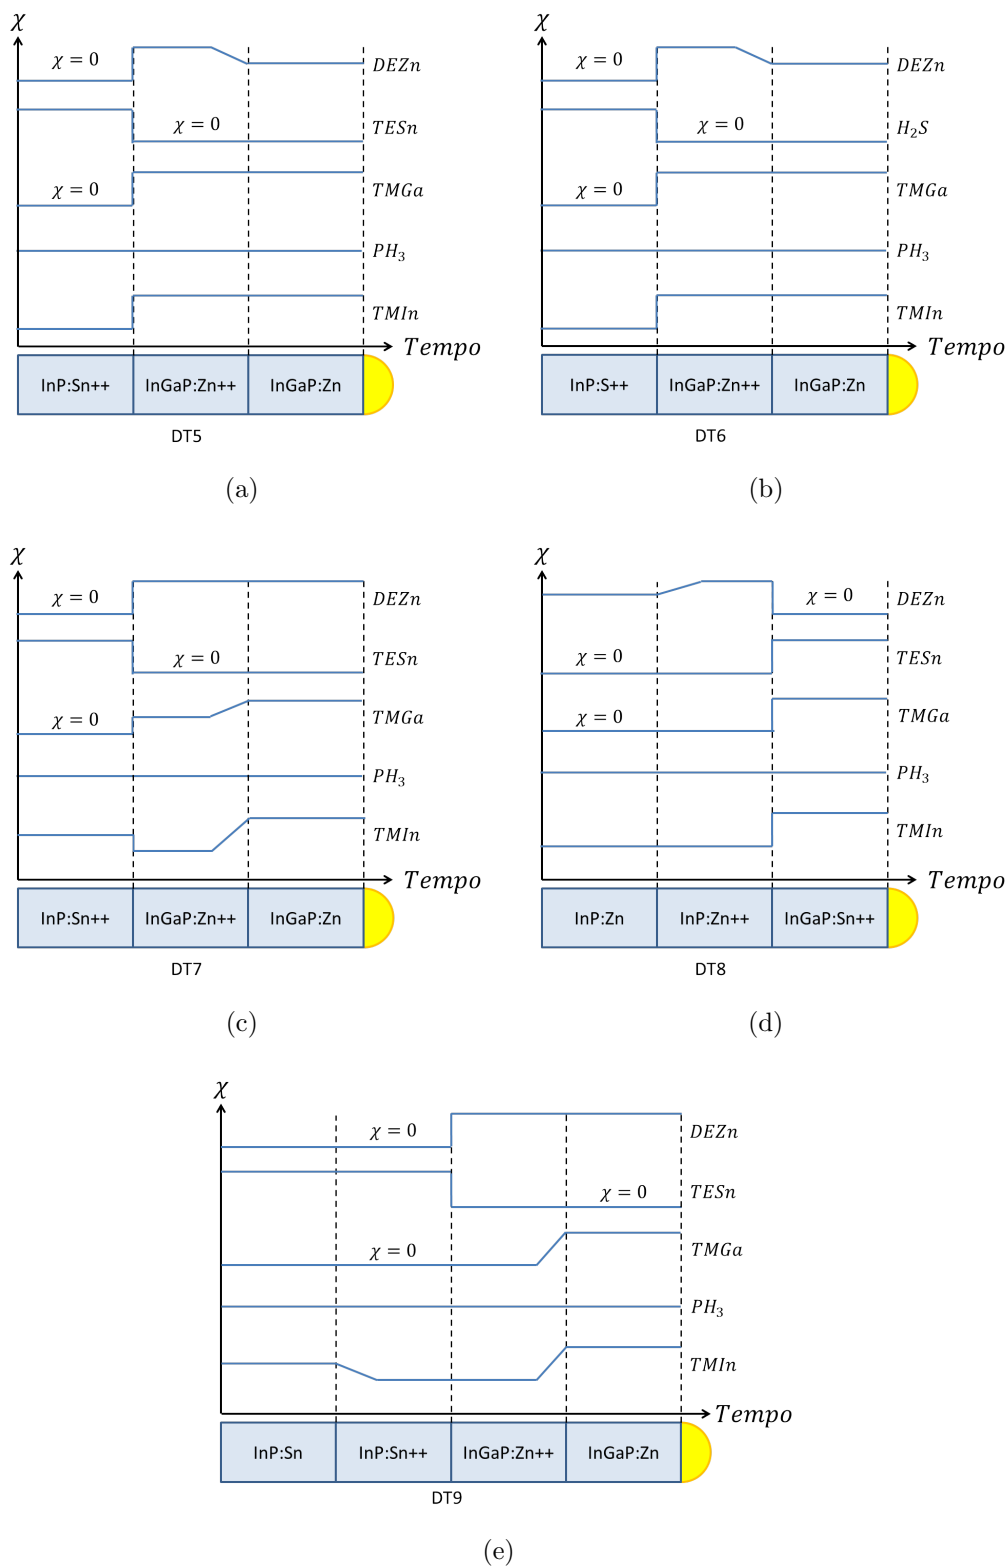 χ
χ = 0
DEZn
χ = 0
TESn
χ = 0
TMGa
PH₃
TMIn
Tempo
InP:Sn++ InGaP:Zn++ InGaP:Zn
DT5
(a)
χ
χ = 0
DEZn
χ = 0
H₂S
χ = 0
TMGa
PH₃
TMIn
Tempo
InP:S++ InGaP:Zn++ InGaP:Zn
DT6
(b)
χ
χ = 0
DEZn
χ = 0
TESn
χ = 0
TMGa
PH₃
TMIn
Tempo
InP:Sn++ InGaP:Zn++ InGaP:Zn
DT7
(c)
χ
χ = 0
DEZn
χ = 0
TESn
χ = 0
TMGa
PH₃
TMIn
Tempo
InP:Zn InP:Zn++ InGaP:Sn++
DT8
(d)
χ
χ = 0
DEZn
χ = 0
TESn
χ = 0
TMGa
PH₃
TMIn
Tempo
InP:Sn InP:Sn++ InGaP:Zn++ InGaP:Zn
DT9
(e)